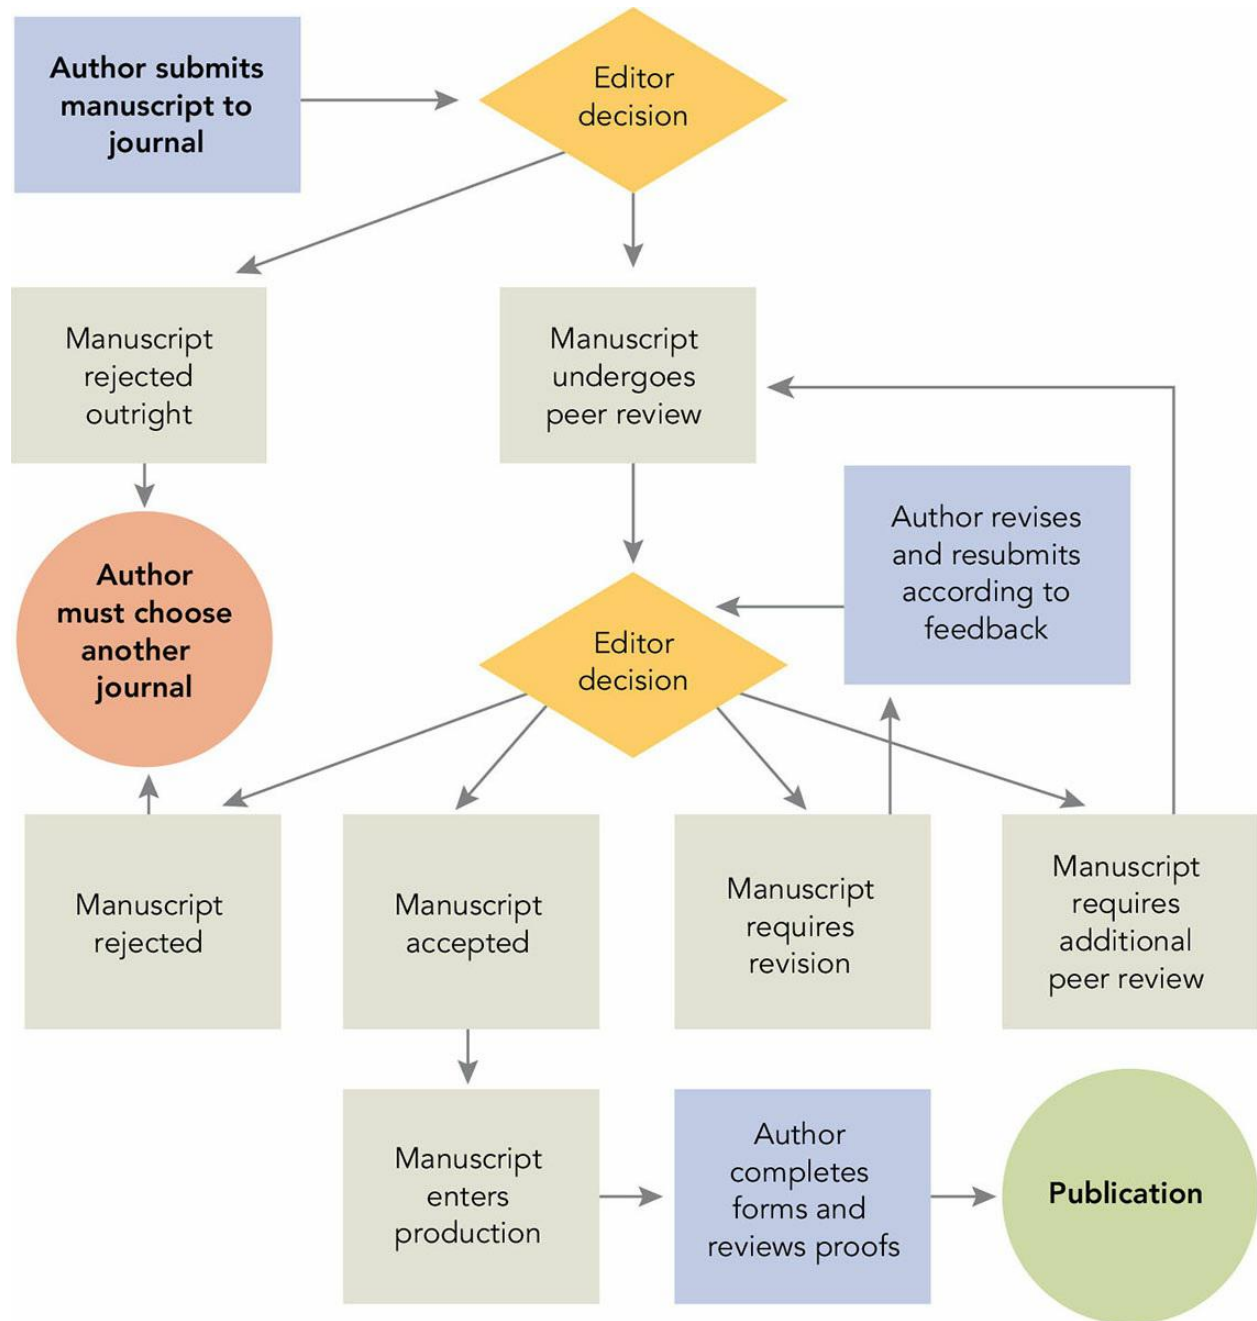 Author submits
manuscript to
journal
Editor
decision
Manuscript
rejected
outright
Manuscript
undergoes
peer review
Author
must choose
another
journal
Author revises
and resubmits
according to
feedback
Editor
decision
Manuscript
rejected
Manuscript
accepted
Manuscript
requires
revision
Manuscript
requires
additional
peer review
Manuscript
enters
production
Author
completes
forms and
reviews proofs
Publication